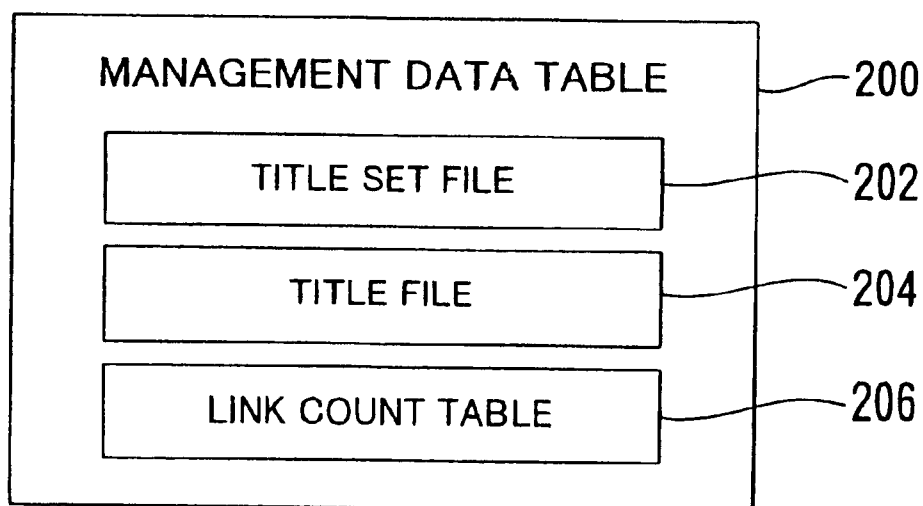 MANAGEMENT DATA TABLE
200
TITLE SET FILE
202
TITLE FILE
204
LINK COUNT TABLE
206